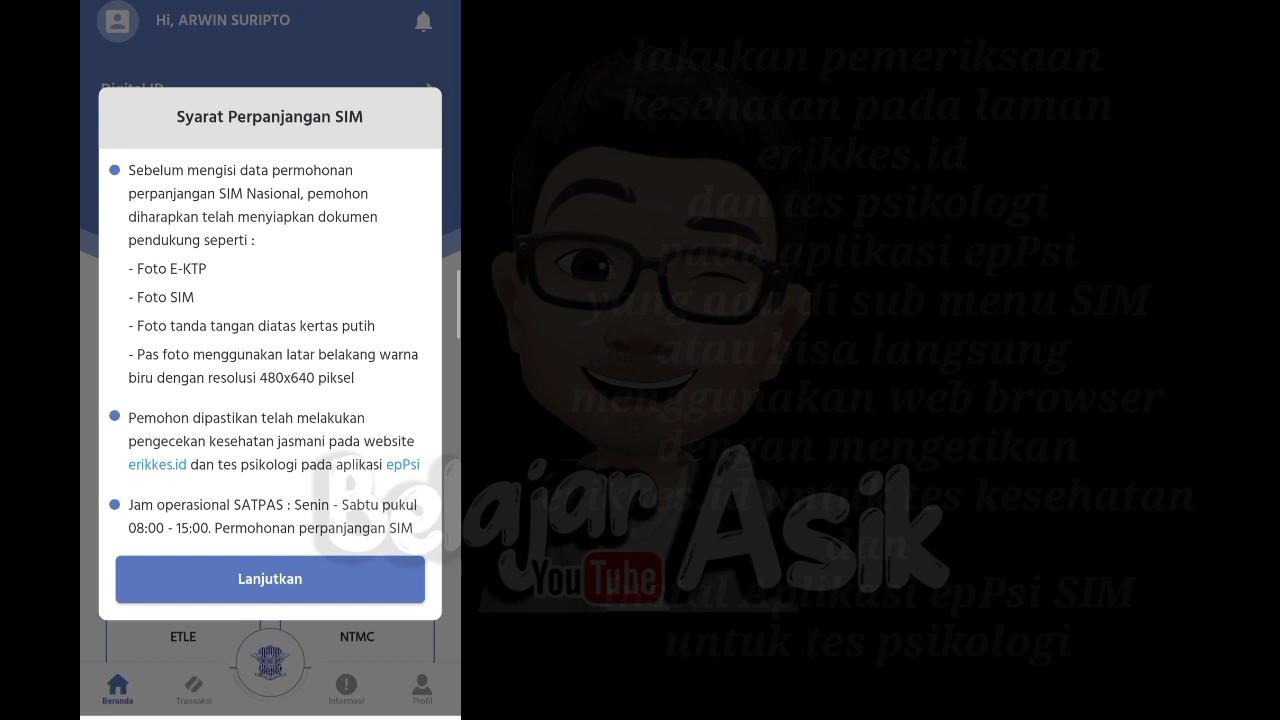 Hi, ARWIN SURIPTO
Digital ID
Syarat Perpanjangan SIM
Sebelum mengisi data permohonan
perpanjangan SIM Nasional, pemohon
diharapkan telah menyiapkan dokumen
pendukung seperti :
- Foto E-KTP
- Foto SIM
- Foto tanda tangan diatas kertas putih
- Pas foto menggunakan latar belakang warna
biru dengan resolusi 480x640 piksel
Pemohon dipastikan telah melakukan
pengecekan kesehatan jasmani pada website
erikkes.id dan tes psikologi pada aplikasi epPsi
Jam operasional SATPAS : Senin - Sabtu pukul
08:00 - 15:00. Permohonan perpanjangan SIM
Lanjutkan
ETLE
NTMC
Beranda
Transaksi
Informasi
Profil
lakukan pemeriksaan
kesehatan pada laman
erikkes.id
dan tes psikologi
pada aplikasi epPsi
yang ada di sub menu SIM
atau bisa langsung
menggunakan web browser
dengan mengetikan
untuk tes kesehatan
dan
Aplikasi epPsi SIM
untuk tes psikologi
Belajar Asik
YouTube